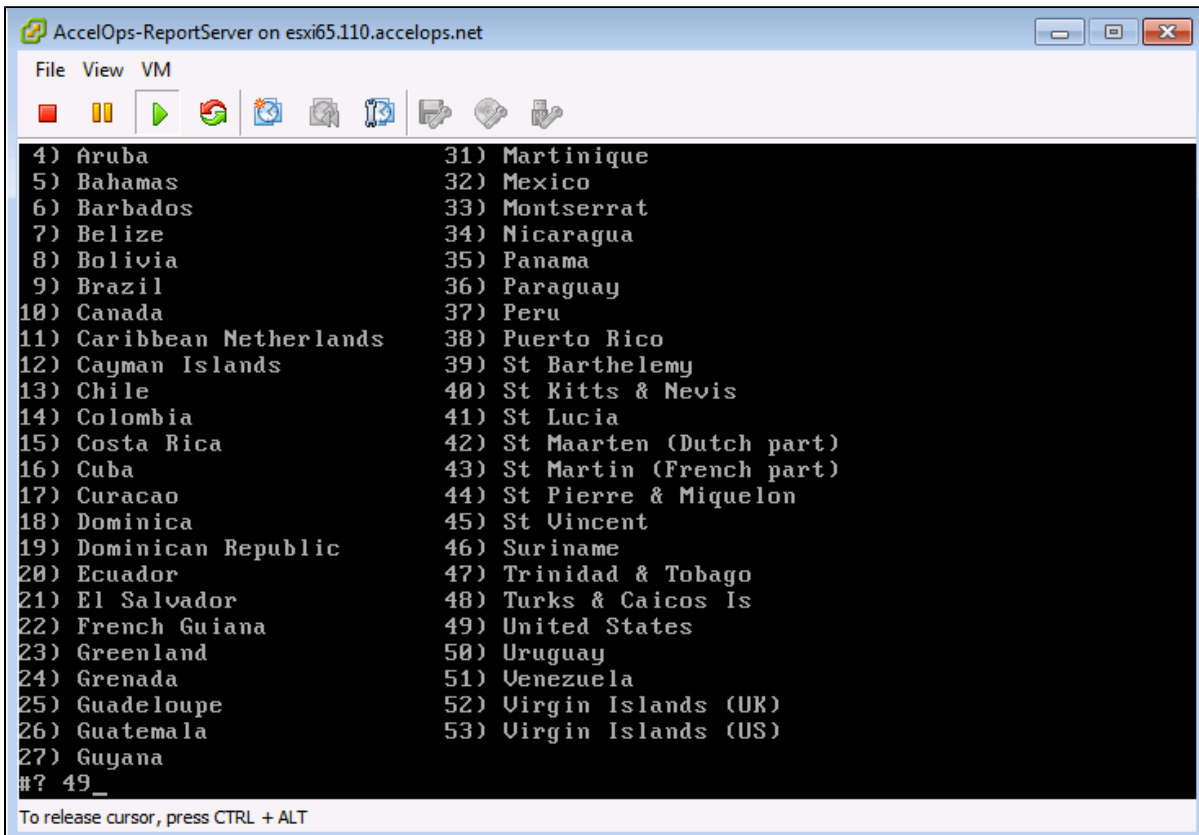 AccelOps-ReportServer on esxi65.110.accelops.net
File View VM
4) Aruba 31) Martinique
5) Bahamas 32) Mexico
6) Barbados 33) Montserrat
7) Belize 34) Nicaragua
8) Bolivia 35) Panama
9) Brazil 36) Paraguay
10) Canada 37) Peru
11) Caribbean Netherlands 38) Puerto Rico
12) Cayman Islands 39) St Barthelemy
13) Chile 40) St Kitts & Nevis
14) Colombia 41) St Lucia
15) Costa Rica 42) St Maarten (Dutch part)
16) Cuba 43) St Martin (French part)
17) Curacao 44) St Pierre & Miquelon
18) Dominica 45) St Vincent
19) Dominican Republic 46) Suriname
20) Ecuador 47) Trinidad & Tobago
21) El Salvador 48) Turks & Caicos Is
22) French Guiana 49) United States
23) Greenland 50) Uruguay
24) Grenada 51) Venezuela
25) Guadeloupe 52) Virgin Islands (UK)
26) Guatemala 53) Virgin Islands (US)
27) Guyana
#? 49_
To release cursor, press CTRL + ALT